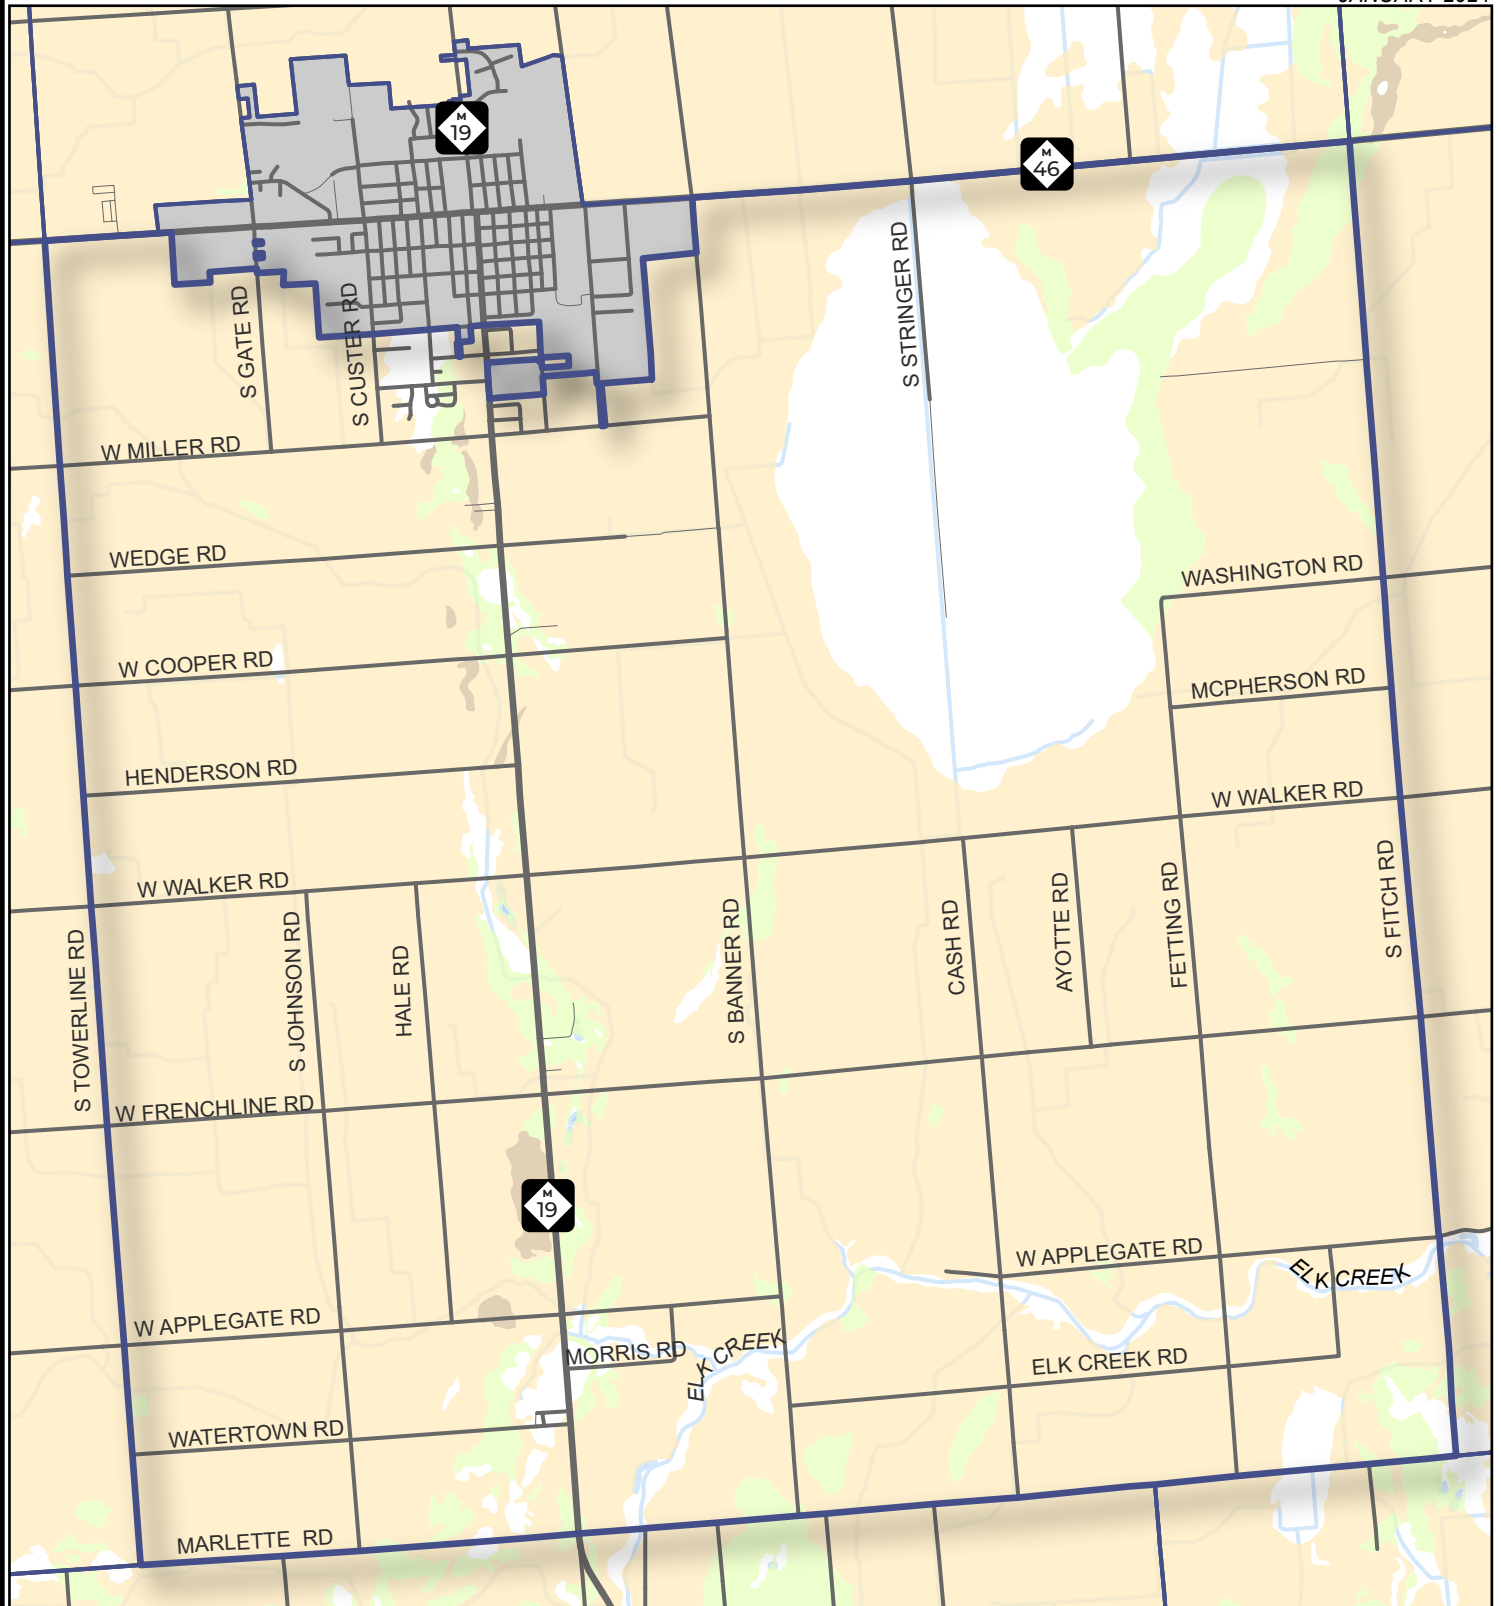 M
19
M
46
S STRINGER RD
S GATE RD
S CUSTER RD
W MILLER RD
WEDGE RD
WASHINGTON RD
W COOPER RD
MCPHERSON RD
HENDERSON RD
W WALKER RD
W WALKER RD
S TOWERLINE RD
S JOHNSON RD
HALE RD
S BANNER RD
CASH RD
AYOTTE RD
FETTING RD
S FITCH RD
W FRENCHLINE RD
M
19
W APPLEGATE RD
ELK CREEK
W APPLEGATE RD
MORRIS RD
ELK CREEK
ELK CREEK RD
WATERTOWN RD
MARLETTE RD